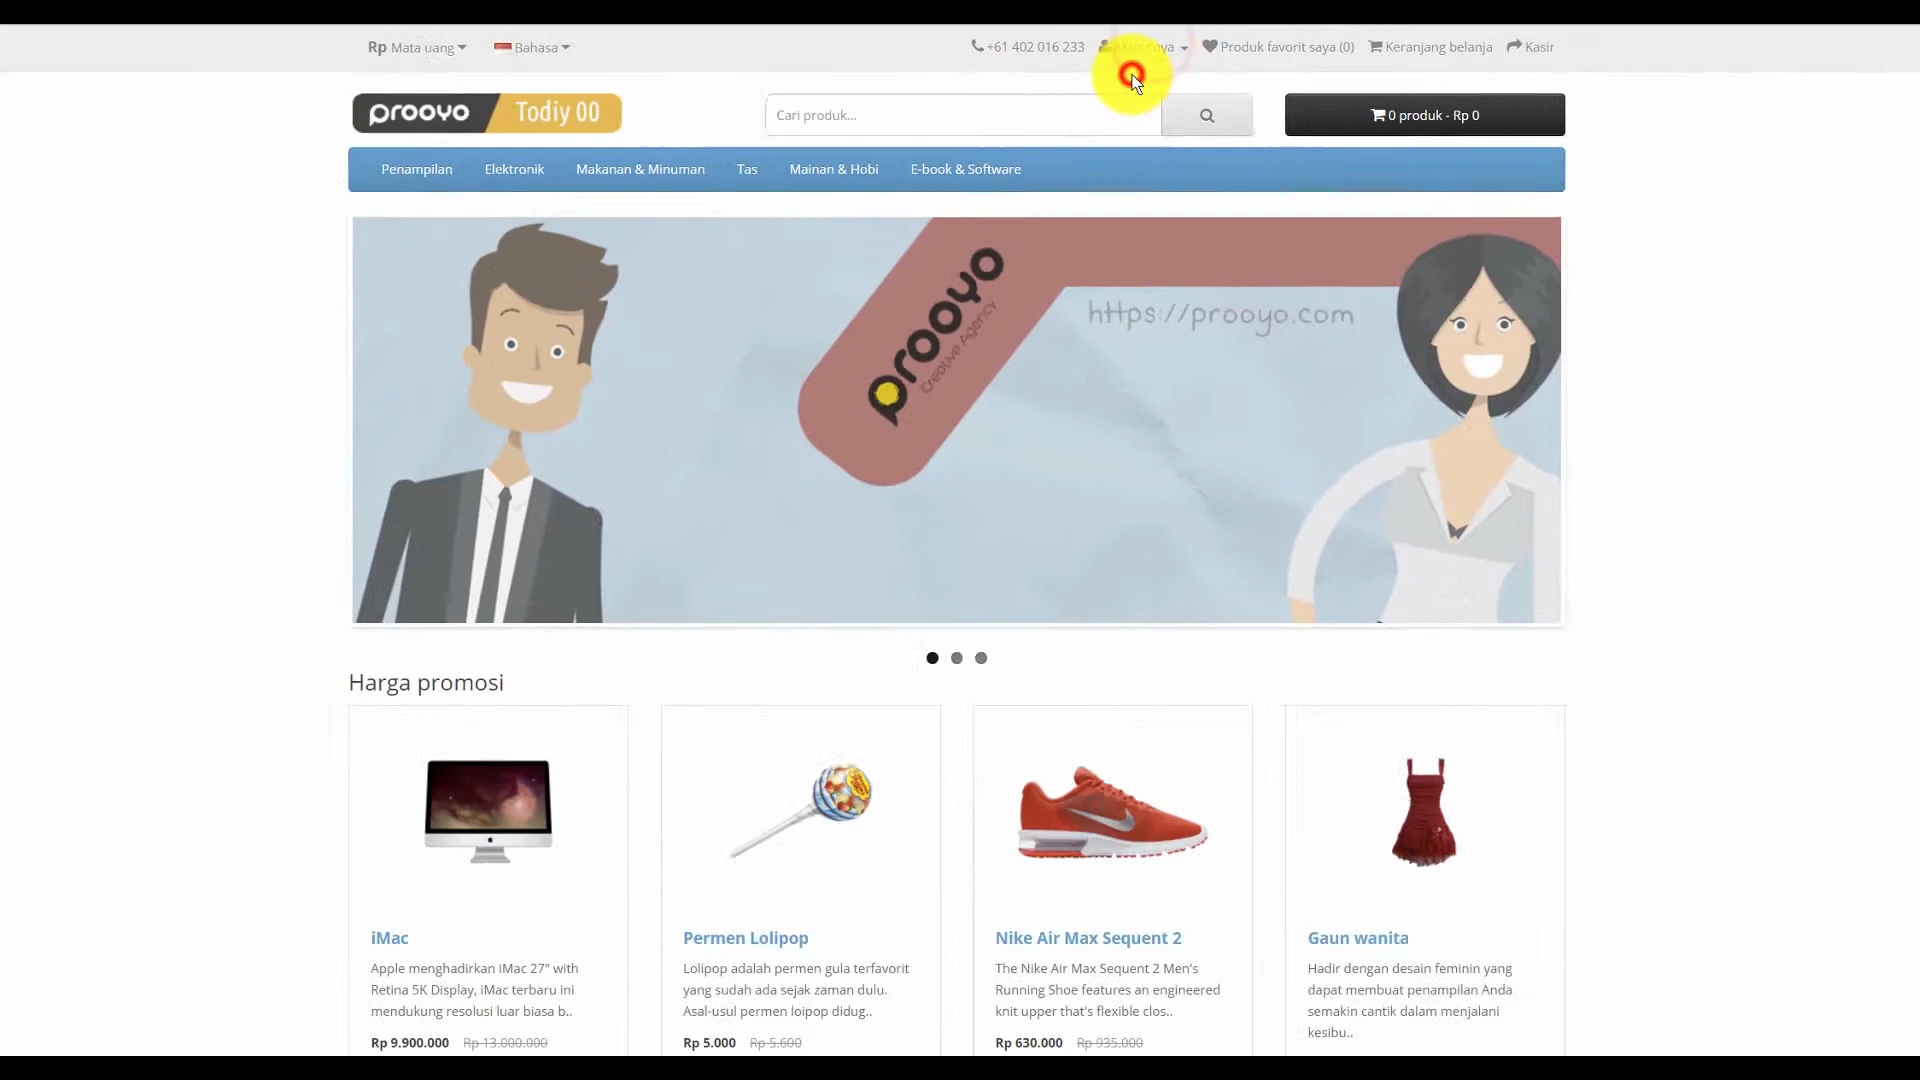 Rp Mata uang
Bahasa
+61 402 016 233
saya
Produk favorit saya (0)
Keranjang belanja
Kasir
prooyo Todiy 00
Cari produk...
0 produk - Rp 0
Penampilan
Elektronik
Makanan & Minuman
Tas
Mainan & Hobi
E-book & Software
prooyo
Creative Agency
https://prooyo.com
Harga promosi
iMac
Apple menghadirkan iMac 27" with
Retina 5K Display, iMac terbaru ini
mendukung resolusi luar biasa b..
Rp 9.900.000 Rp 13.000.000
Permen Lolipop
Lolipop adalah permen gula terfavorit
yang sudah ada sejak zaman dulu.
Asal-usul permen loipop didug..
Rp 5.000 Rp 5.600
Nike Air Max Sequent 2
The Nike Air Max Sequent 2 Men's
Running Shoe features an engineered
knit upper that's flexible clos..
Rp 630.000 Rp 935.000
Gaun wanita
Hadir dengan desain feminin yang
dapat membuat penampilan Anda
semakin cantik dalam menjalani
kesibu..